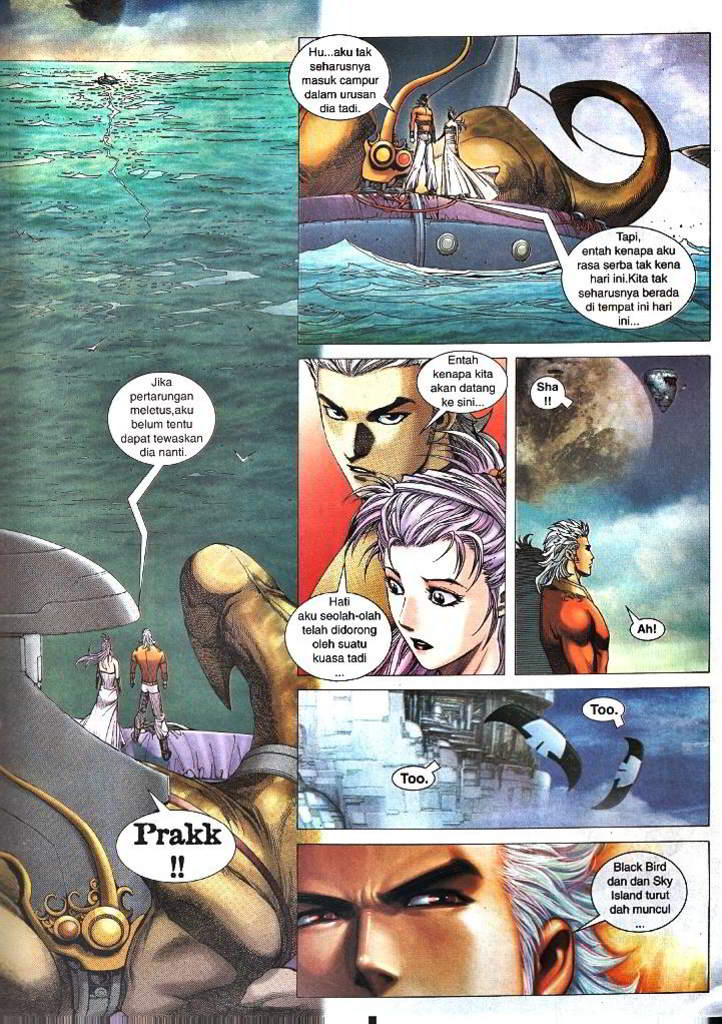 Jika
pertarungan
meletus,aku
belum tentu
dapat tewaskan
dia nanti.
Prakk
!!
Hu...aku tak
seharusnya
masuk campur
dalam urusan
dia tadi.
Tapi,
entah kenapa aku
rasa serba tak kena
hari ini.Kita tak
seharusnya berada
di tempat ini hari
ini...
Entah
kenapa kita
akan datang
ke sini...
Hati
aku seolah-olah
telah didorong
oleh suatu
kuasa tadi
...
Sha
!!
Ah!
Too.
Too.
Black Bird
dan dan Sky
Island turut
dah muncul
...